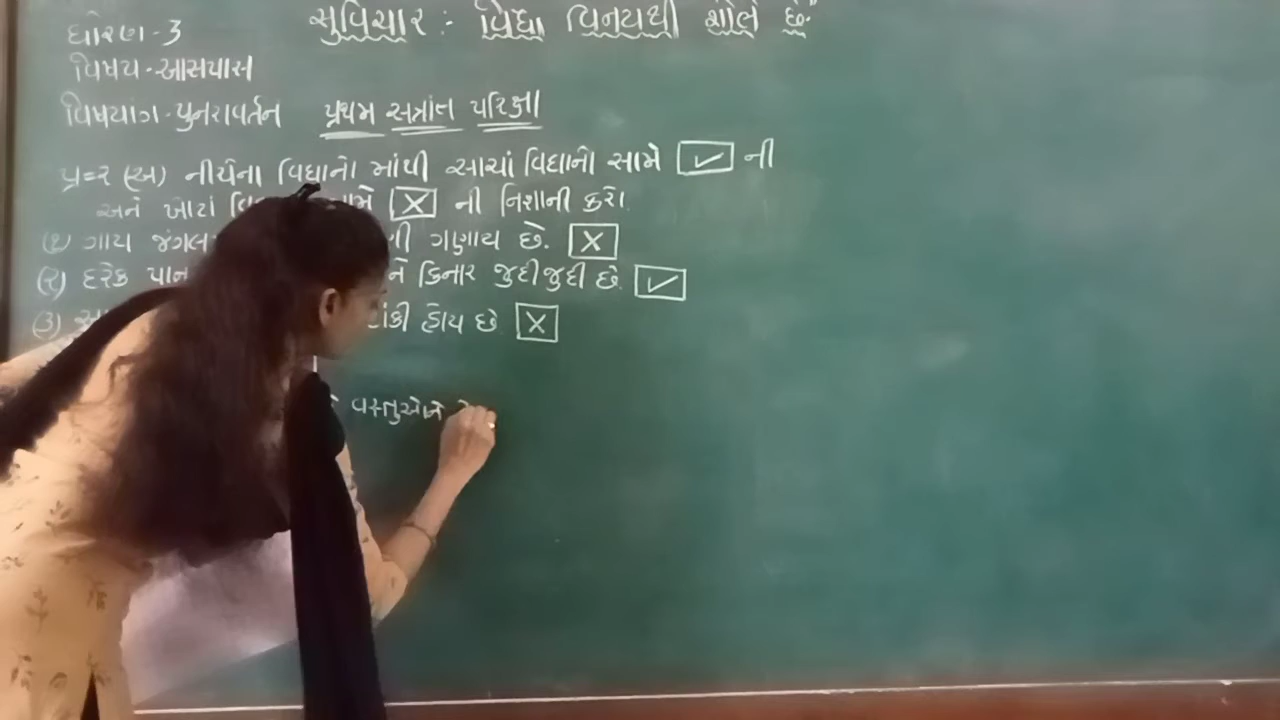 સુવિચાર : વિદ્યા વિનયથી શોભે છે."
ધોરણ - 3
વિષય - આસપાસ
વિષયાંગ - પુનરાવર્તન પ્રથમ સત્રાંત પરિક્ષા
પ્ર=૨ (અ) નીચેના વિધાનો માંથી સાચાં વિધાનો સામે ✓ ની
અને ખોટાં સામે X ની નિશાની કરો.
(૧) ગાય જંગલ ગણાય છે. X
(૨) દરેક પાન ને કિનાર જુદીજુદી છે. ✓
(૩) ટાંકી હોય છે. X
વસ્તુઓને